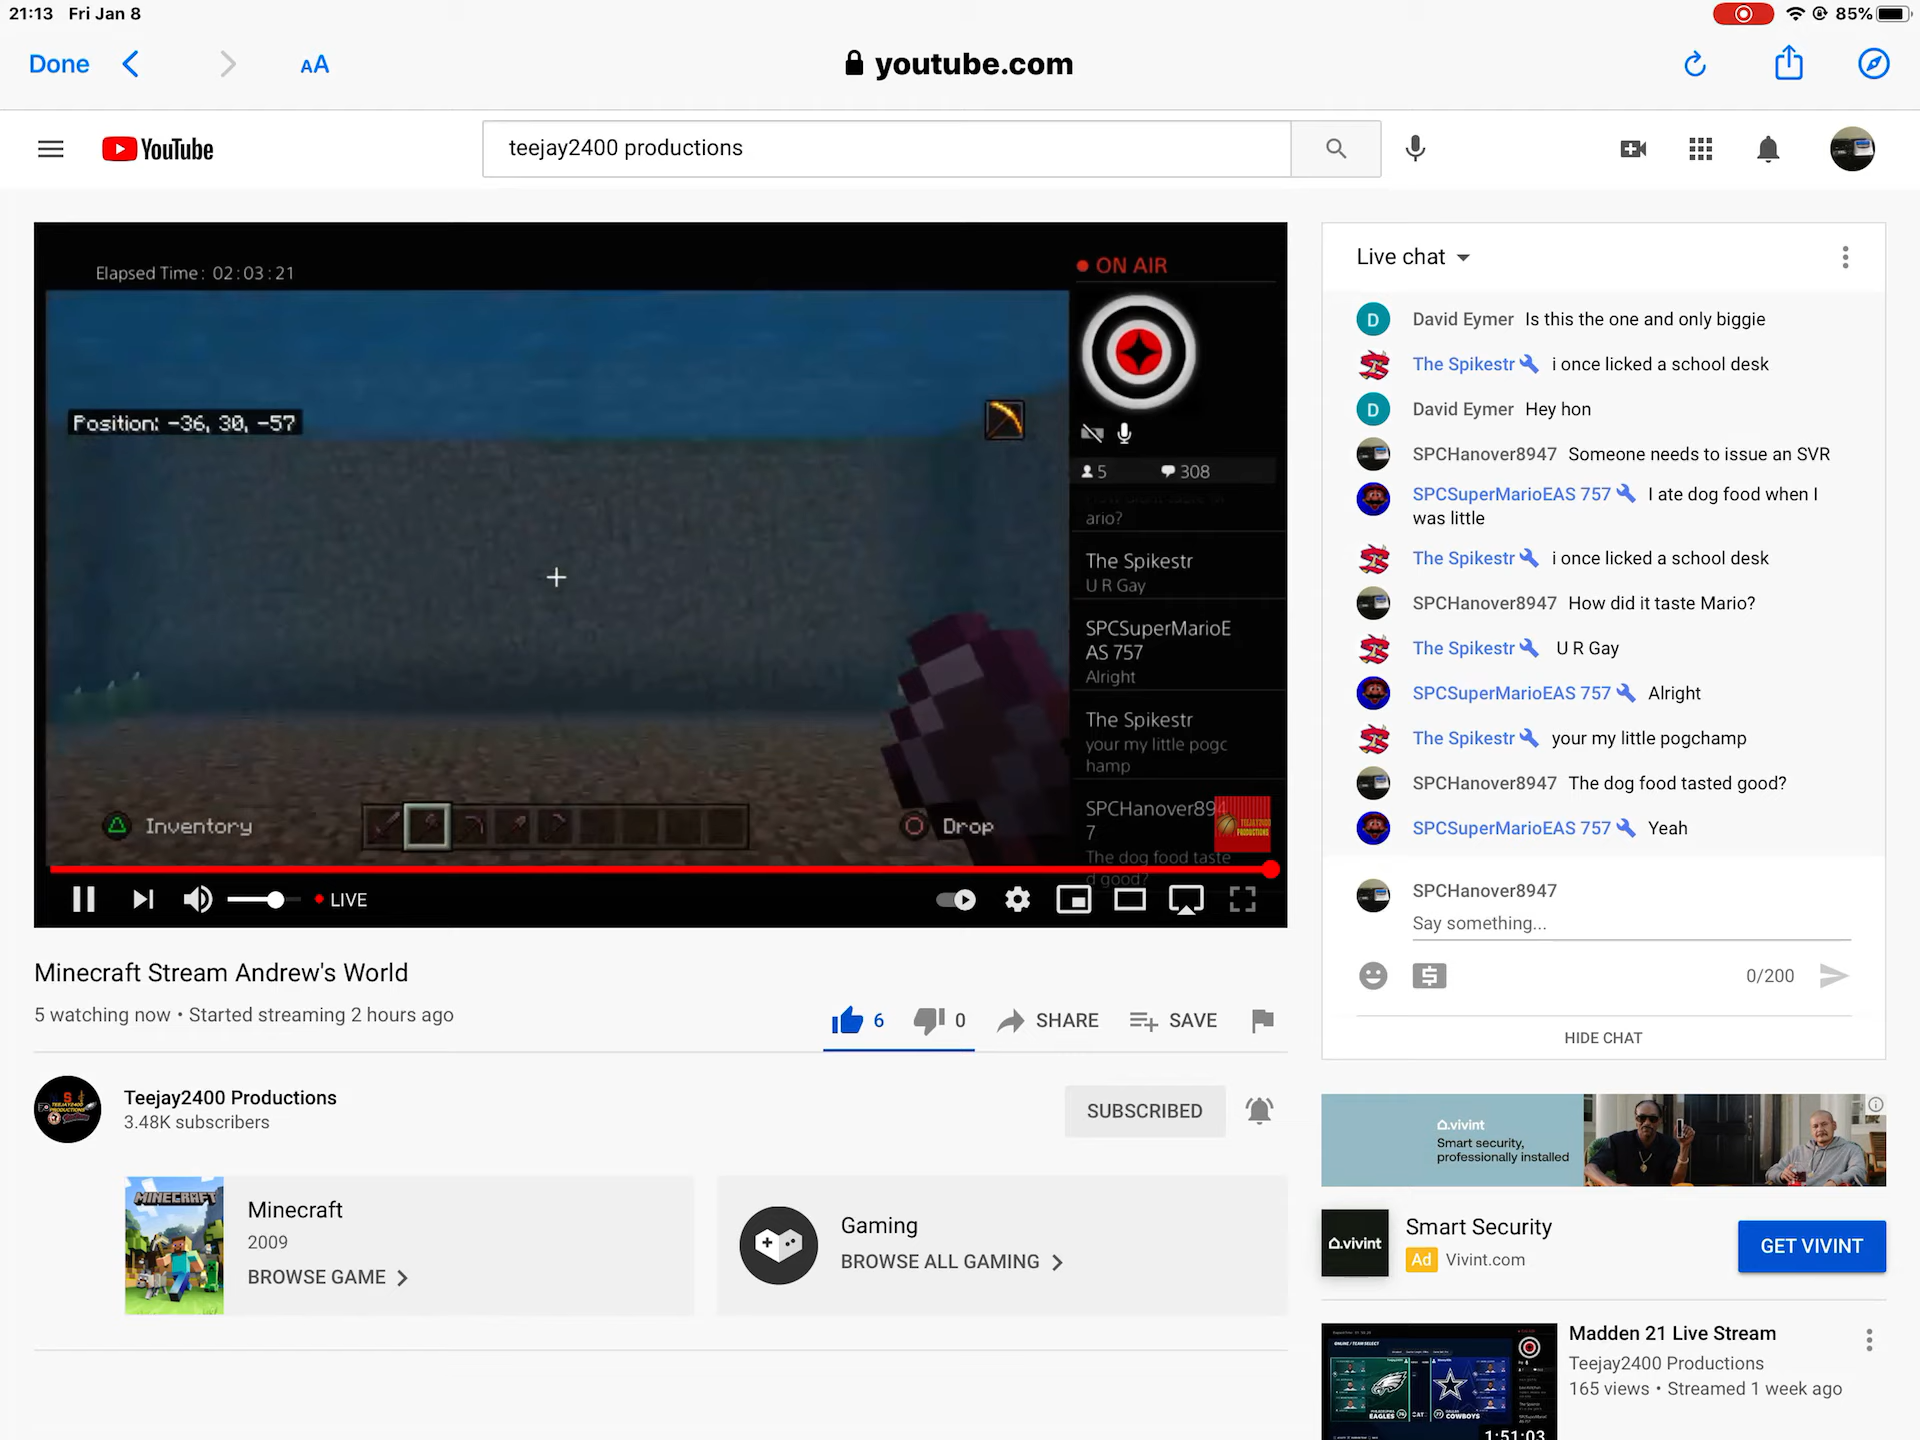 21:13 Fri Jan 8
85%
Done
AA
youtube.com
YouTube
teejay2400 productions
Elapsed Time: 02:03:21
ON AIR
Position: -36, 30, -57
5 308
ario?
The Spikestr
U R Gay
SPCSuperMarioE
AS 757
Alright
The Spikestr
your my little pogc
hamp
SPCHanover894
7
The dog food taste
d good?
TEEJAY2400
PRODUCTIONS
Inventory
Drop
LIVE
Minecraft Stream Andrew's World
5 watching now • Started streaming 2 hours ago
6 0 SHARE SAVE
Teejay2400 Productions
3.48K subscribers
SUBSCRIBED
MINECRAFT
Minecraft
2009
BROWSE GAME
Gaming
BROWSE ALL GAMING
Live chat
D David Eymer Is this the one and only biggie
The Spikestr i once licked a school desk
D David Eymer Hey hon
SPCHanover8947 Someone needs to issue an SVR
SPCSuperMarioEAS 757 I ate dog food when I
was little
The Spikestr i once licked a school desk
SPCHanover8947 How did it taste Mario?
The Spikestr U R Gay
SPCSuperMarioEAS 757 Alright
The Spikestr your my little pogchamp
SPCHanover8947 The dog food tasted good?
SPCSuperMarioEAS 757 Yeah
SPCHanover8947
Say something...
0/200
HIDE CHAT
vivint
Smart security,
professionally installed
vivint
Smart Security
Ad Vivint.com
GET VIVINT
EAGLES
COWBOYS
1:51:03
Madden 21 Live Stream
Teejay2400 Productions
165 views • Streamed 1 week ago